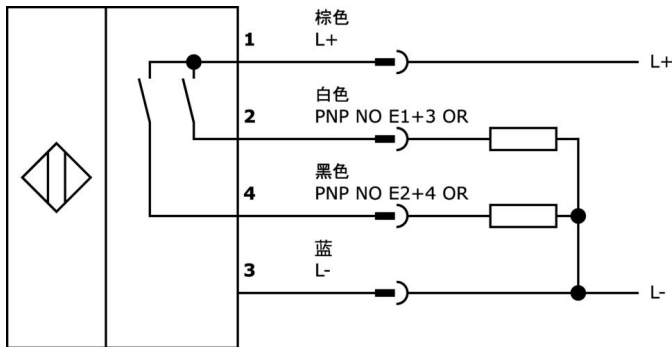 棕色
1 L+ L+
白色
2 PNP NO E1+3 OR
黑色
4 PNP NO E2+4 OR
蓝
3 L- L-